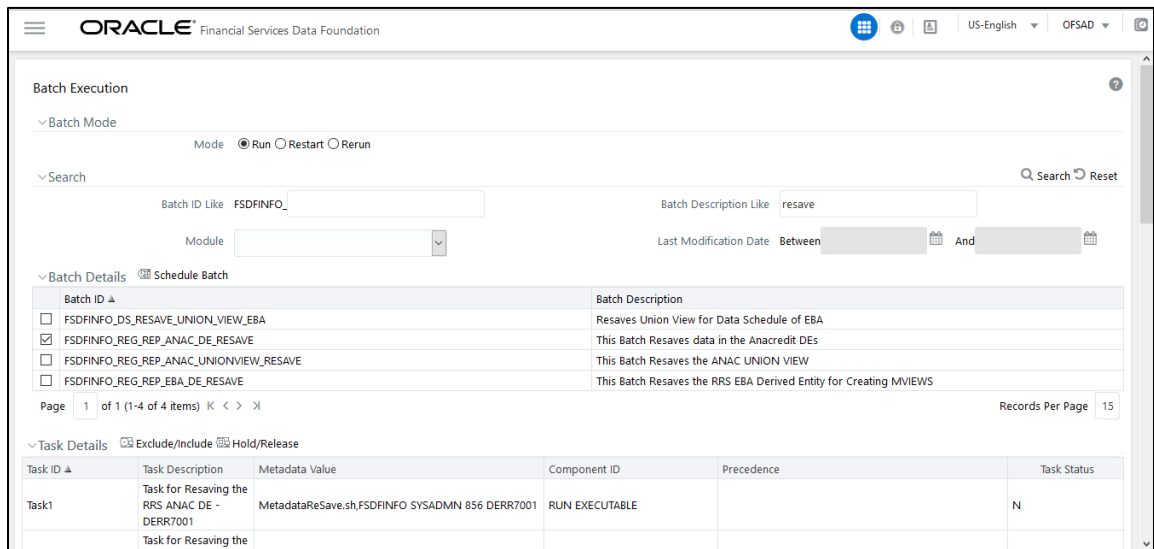 ORACLE® Financial Services Data Foundation
US-English
OFSAD
Batch Execution
Batch Mode
Mode Run Restart Rerun
Search
Search Reset
Batch ID Like FSDFINFO_
Batch Description Like resave
Module
Last Modification Date Between And
Batch Details Schedule Batch
Batch ID Batch Description
FSDFINFO_DS_RESAVE_UNION_VIEW_EBA Resaves Union View for Data Schedule of EBA
FSDFINFO_REG_REP_ANAC_DE_RESAVE This Batch Resaves data in the Anacredit DEs
FSDFINFO_REG_REP_ANAC_UNIONVIEW_RESAVE This Batch Resaves the ANAC UNION VIEW
FSDFINFO_REG_REP_EBA_DE_RESAVE This Batch Resaves the RRS EBA Derived Entity for Creating MVIEWS
Page 1 of 1 (1-4 of 4 items)
Records Per Page 15
Task Details Exclude/Include Hold/Release
Task ID Task Description Metadata Value Component ID Precedence Task Status
Task for Resaving the
Task1 RRS ANAC DE - MetadataReSave.sh,FSDFINFO SYSADMN 856 DERR7001 RUN EXECUTABLE N
DERR7001
Task for Resaving the